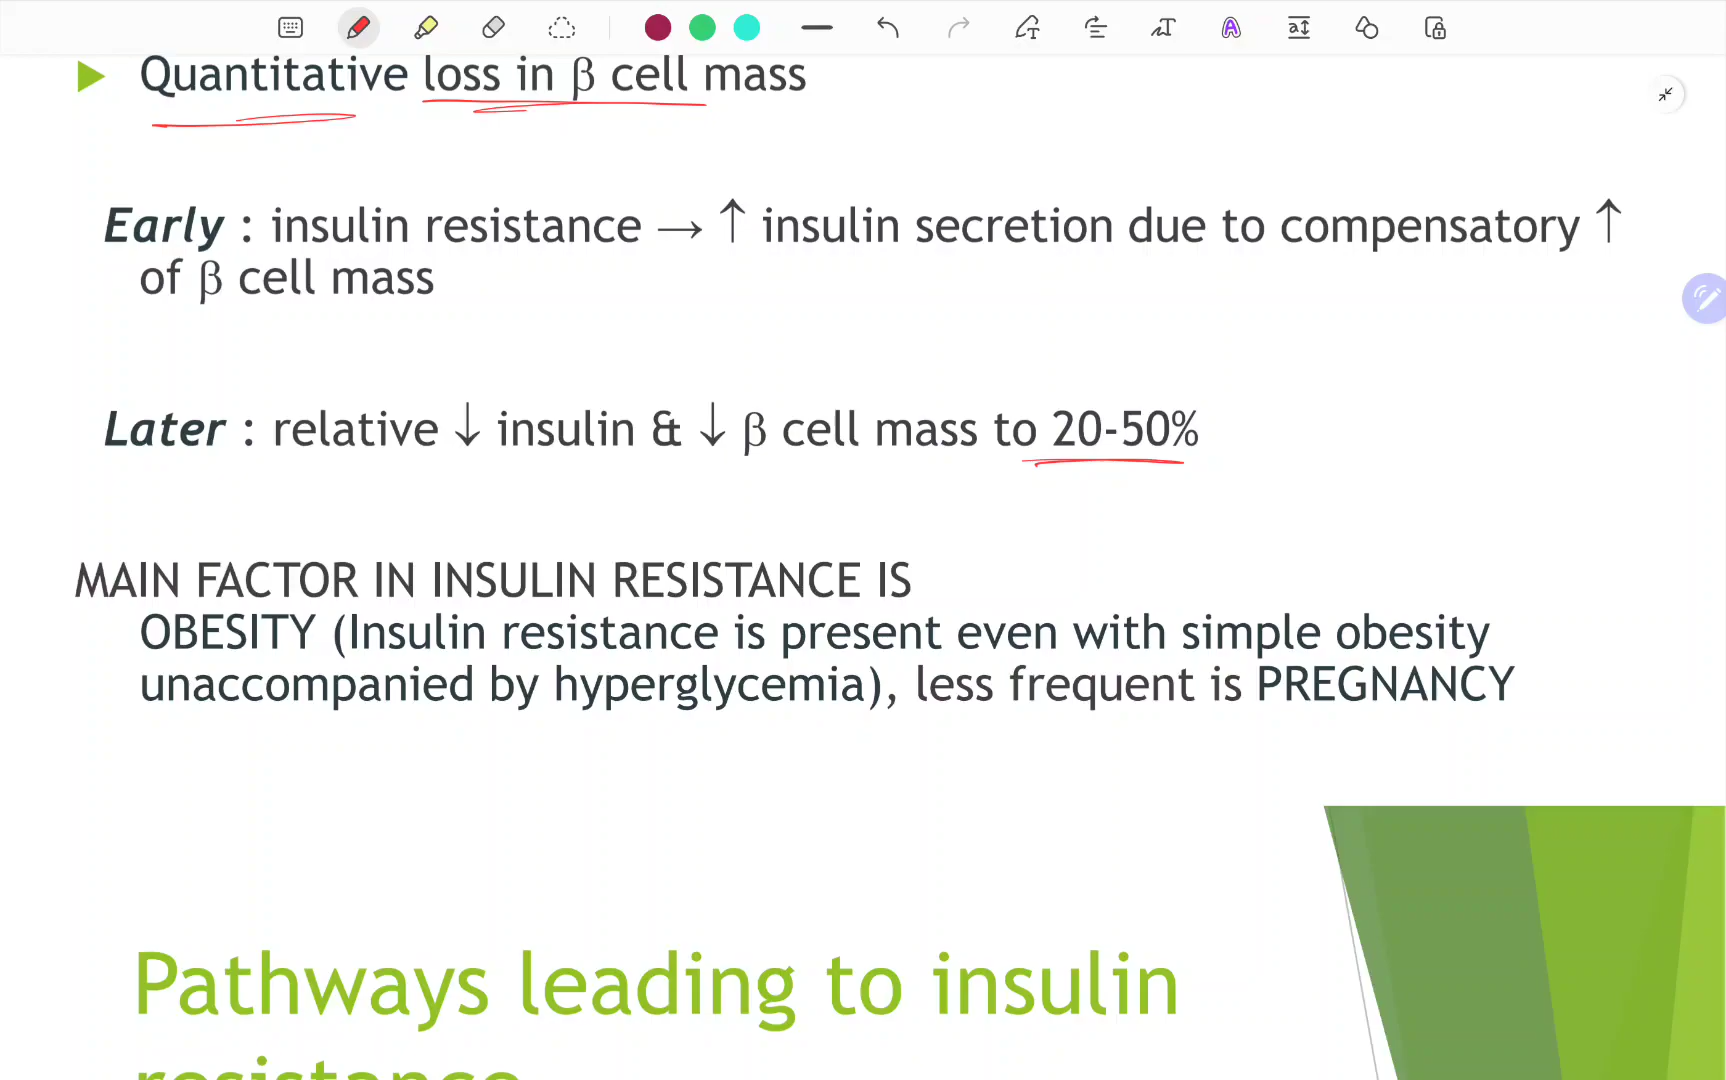 Quantitative loss in β cell mass
Early : insulin resistance → ↑ insulin secretion due to compensatory ↑
of β cell mass
Later : relative ↓ insulin & ↓ β cell mass to 20-50%
MAIN FACTOR IN INSULIN RESISTANCE IS
OBESITY (Insulin resistance is present even with simple obesity
unaccompanied by hyperglycemia), less frequent is PREGNANCY
Pathways leading to insulin
resistance